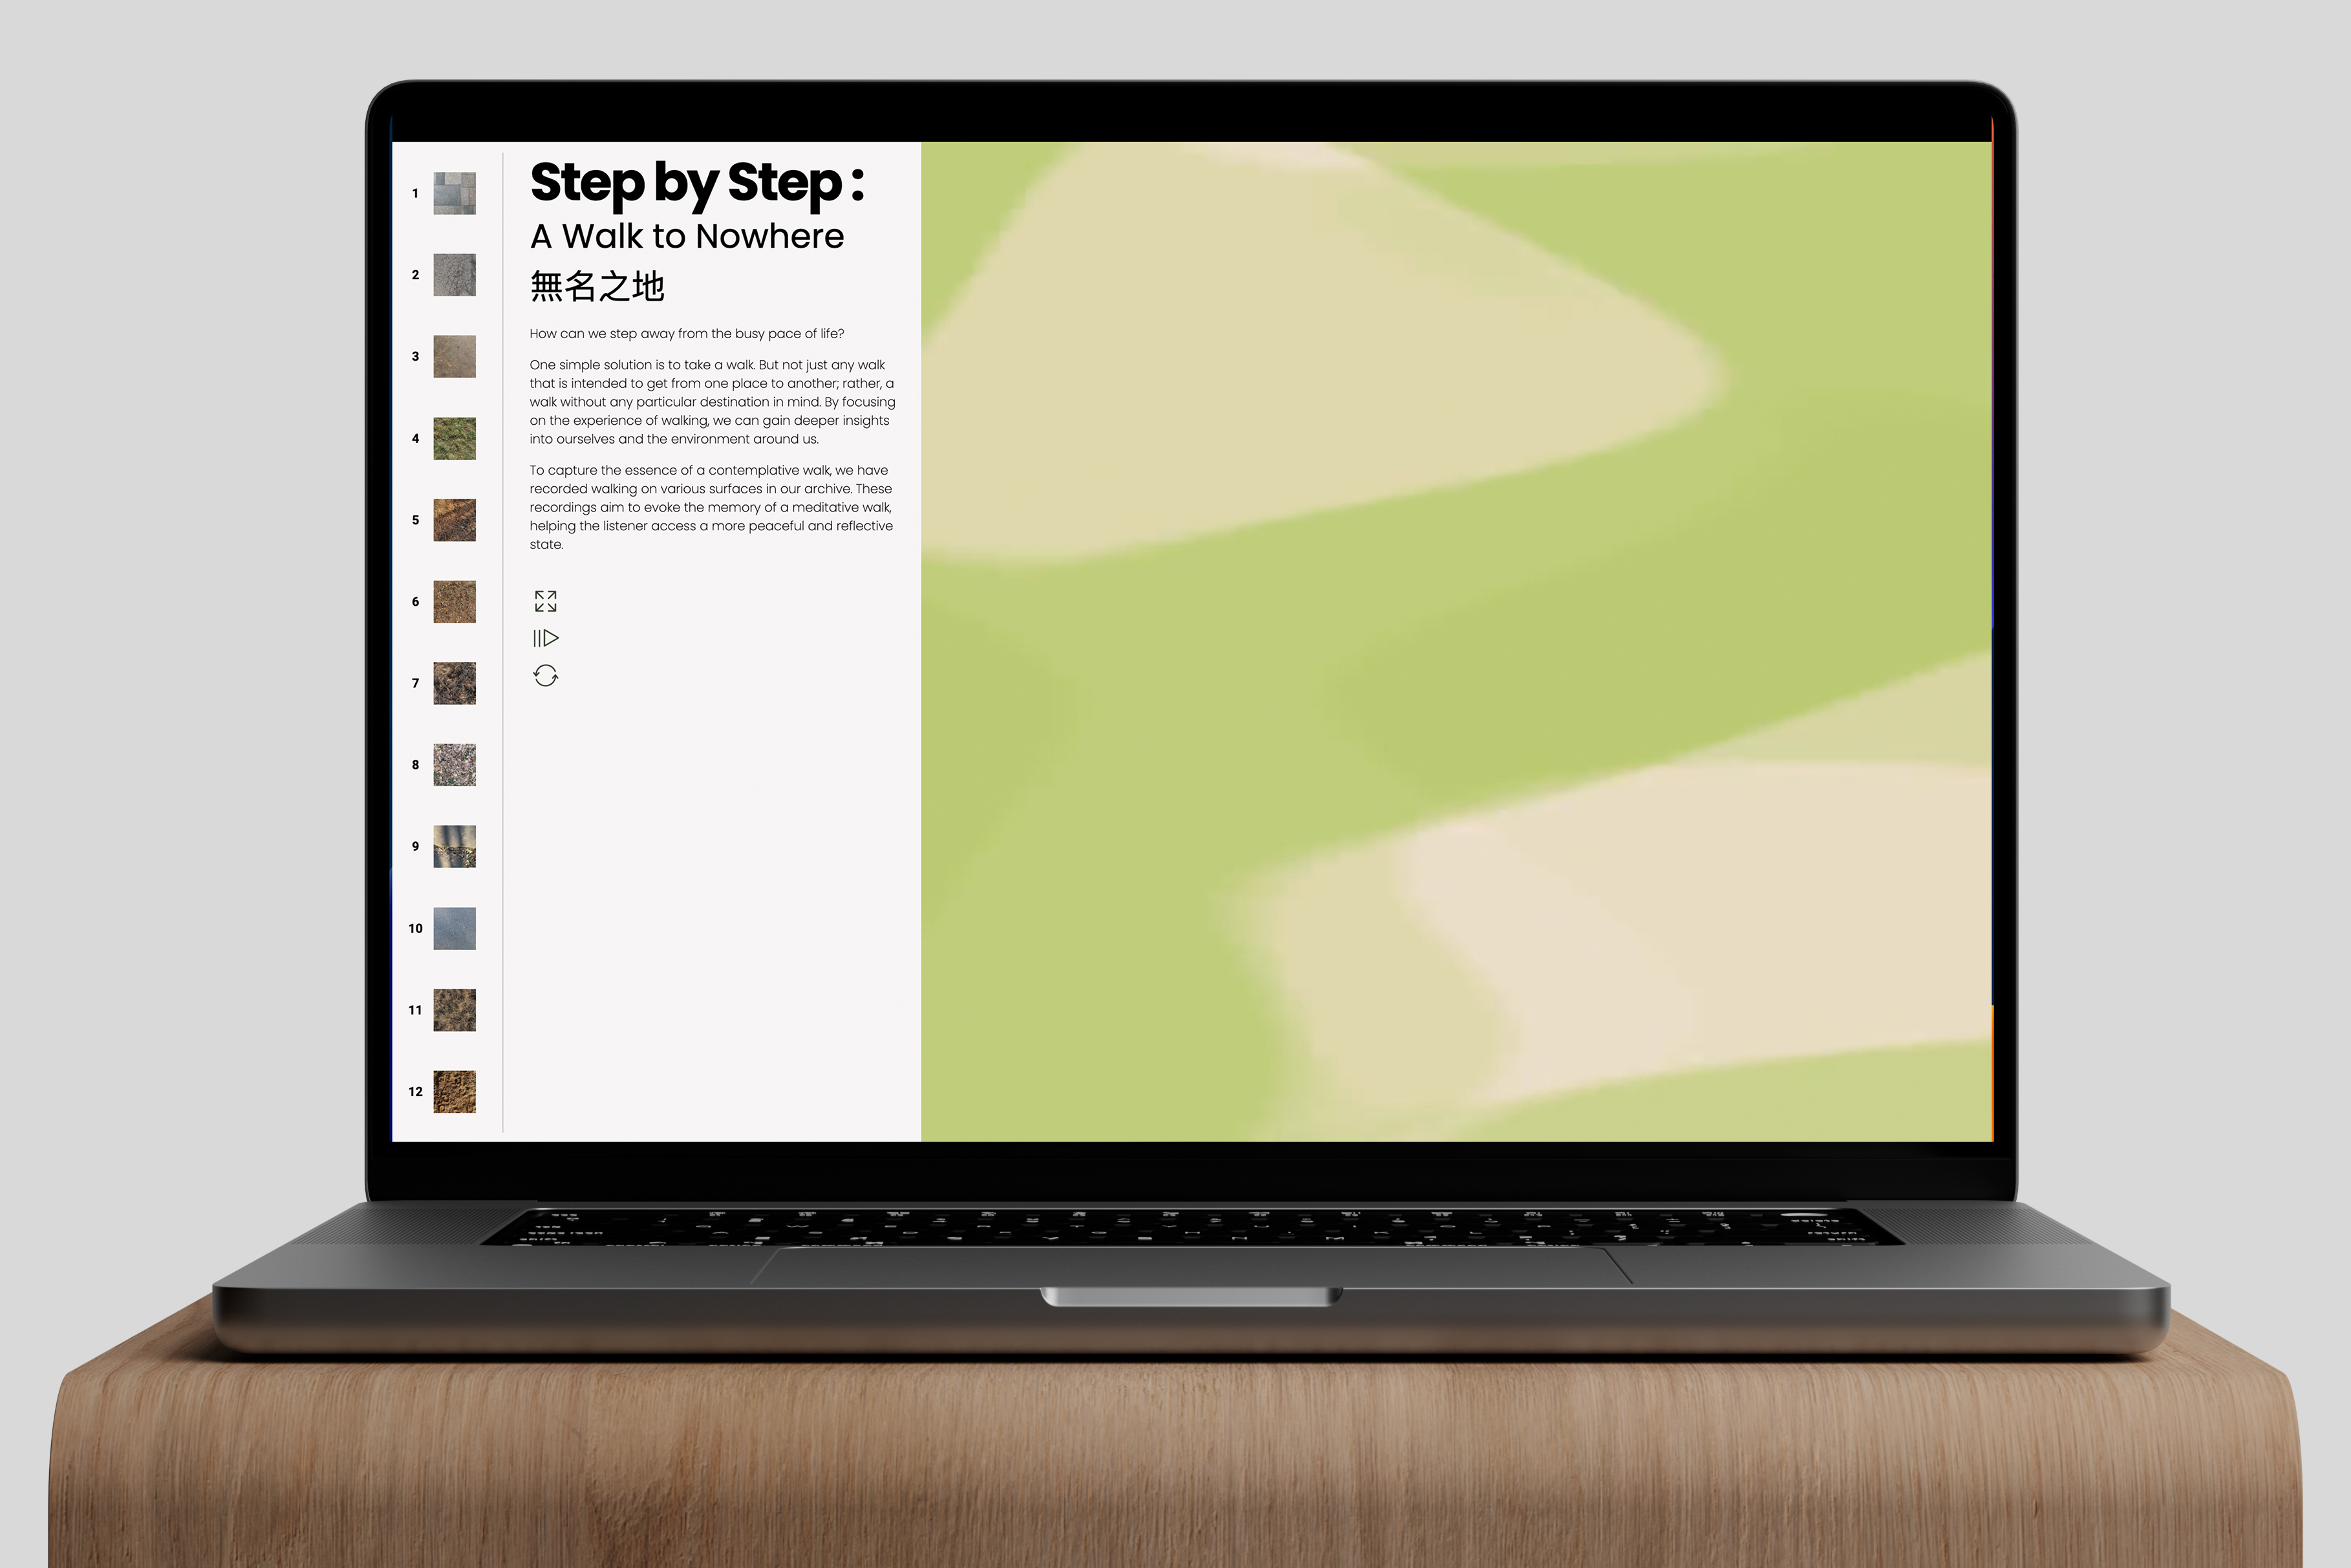 Step by Step :
A Walk to Nowhere
無名之地
How can we step away from the busy pace of life?
One simple solution is to take a walk. But not just any walk
that is intended to get from one place to another; rather, a
walk without any particular destination in mind. By focusing
on the experience of walking, we can gain deeper insights
into ourselves and the environment around us.
To capture the essence of a contemplative walk, we have
recorded walking on various surfaces in our archive. These
recordings aim to evoke the memory of a meditative walk,
helping the listener access a more peaceful and reflective
state.
1
2
3
4
5
6
7
8
9
10
11
12